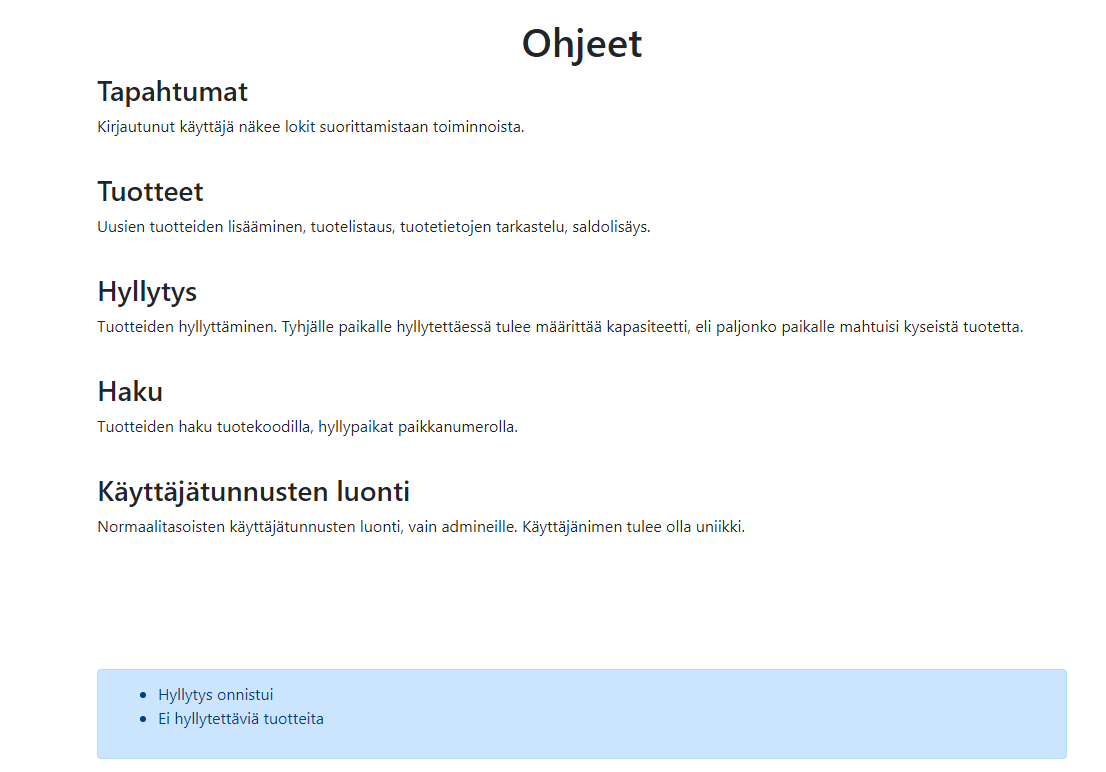 Ohjeet
Tapahtumat
Kirjautunut käyttäjä näkee lokit suorittamistaan toiminnoista.
Tuotteet
Uusien tuotteiden lisääminen, tuotelistaus, tuotetietojen tarkastelu, saldolisäys.
Hyllytys
Tuotteiden hyllyttäminen. Tyhjälle paikalle hyllytettäessä tulee määrittää kapasiteetti, eli paljonko paikalle mahtuisi kyseistä tuotetta.
Haku
Tuotteiden haku tuotekoodilla, hyllypaikat paikkanumerolla.
Käyttäjätunnusten luonti
Normaalitasoisten käyttäjätunnusten luonti, vain admineille. Käyttäjänimen tulee olla uniikki.
• Hyllytys onnistui
• Ei hyllytettäviä tuotteita